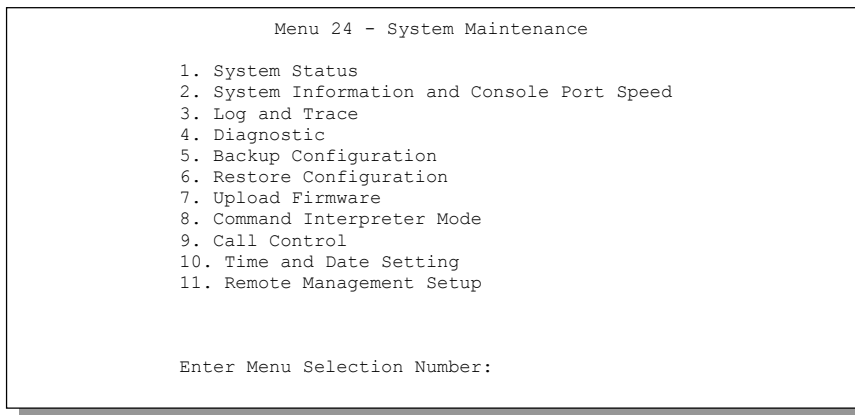 Menu 24 - System Maintenance
1. System Status
2. System Information and Console Port Speed
3. Log and Trace
4. Diagnostic
5. Backup Configuration
6. Restore Configuration
7. Upload Firmware
8. Command Interpreter Mode
9. Call Control
10. Time and Date Setting
11. Remote Management Setup
Enter Menu Selection Number: